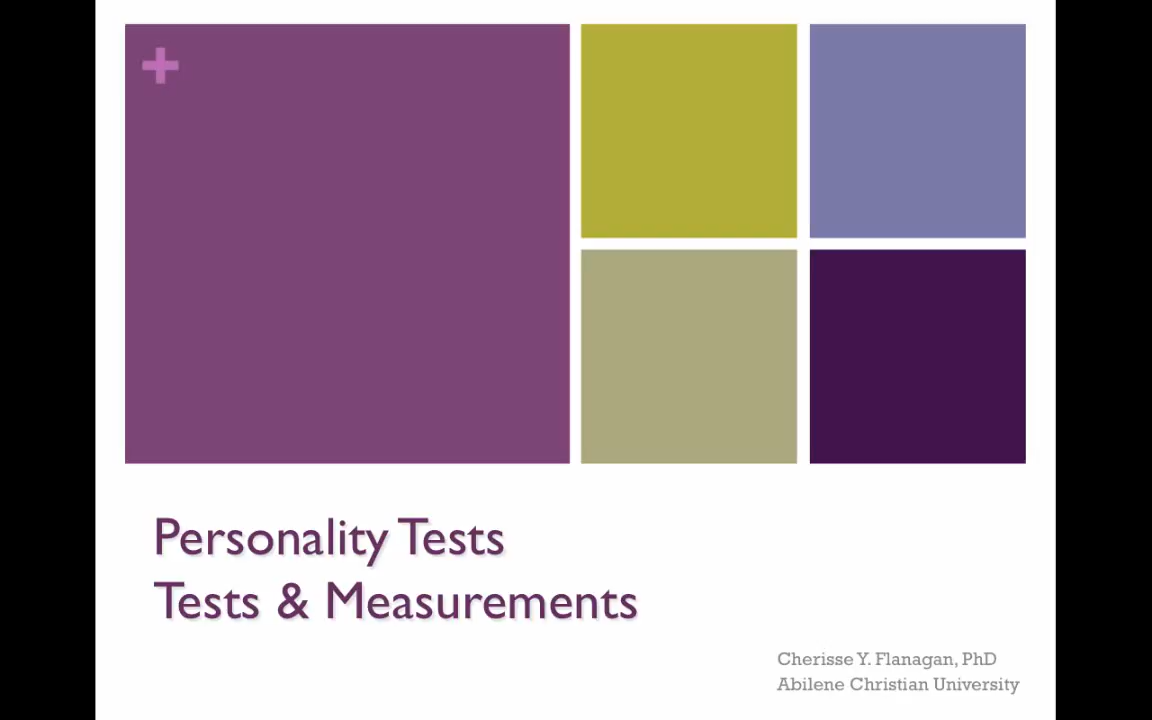 +
Personality Tests
Tests & Measurements
Cherisse Y. Flanagan, PhD
Abilene Christian University